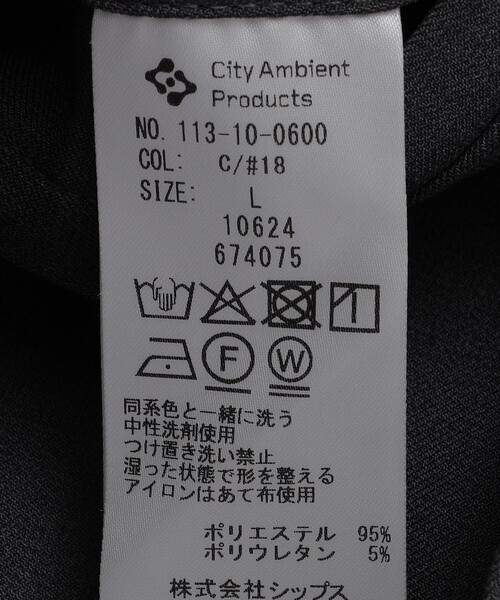 City Ambient
Products
NO. 113-10-0600
COL: C/#18
SIZE: L
10624
674075
F W
同系色と一緒に洗う
中性洗剤使用
つけ置き洗い禁止
湿った状態で形を整える
アイロンはあて布使用
ポリエステル 95%
ポリウレタン 5%
株式会社シップス